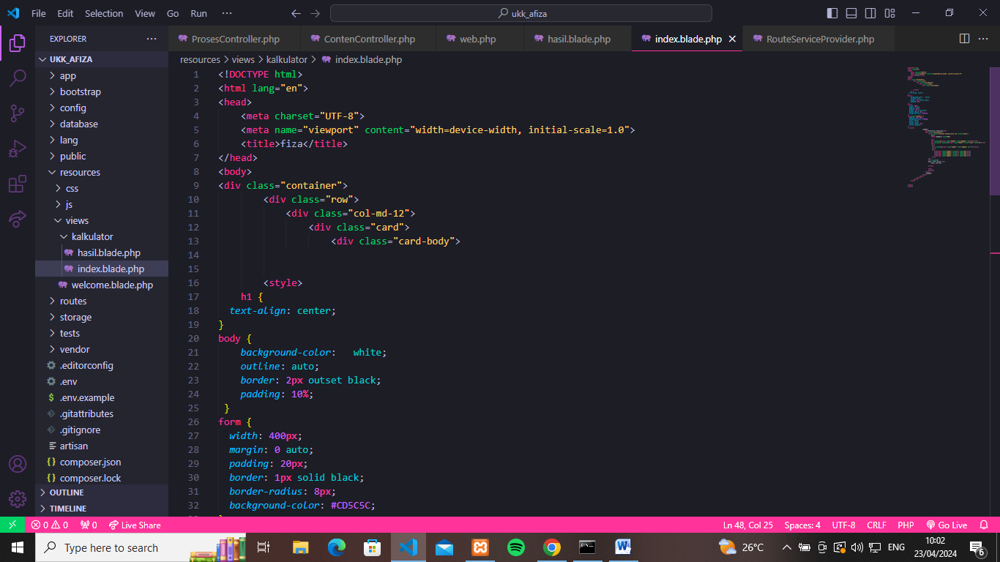 File Edit Selection View Go Run ···
ukk_afiza
EXPLORER
ProsesController.php
ContenController.php
web.php
hasil.blade.php
index.blade.php
RouteServiceProvider.php
UKK_AFIZA
app
bootstrap
config
database
lang
public
resources
css
js
views
kalkulator
hasil.blade.php
index.blade.php
welcome.blade.php
routes
storage
tests
vendor
.editorconfig
.env
.env.example
.gitattributes
.gitignore
artisan
composer.json
composer.lock
OUTLINE
TIMELINE
resources > views > kalkulator > index.blade.php
1 <!DOCTYPE html>
2 <html lang="en">
3 <head>
4 <meta charset="UTF-8">
5 <meta name="viewport" content="width=device-width, initial-scale=1.0">
6 <title>fiza</title>
7 </head>
8 <body>
9 <div class="container">
10 <div class="row">
11 <div class="col-md-12">
12 <div class="card">
13 <div class="card-body">
14
15
16 <style>
17 h1 {
18 text-align: center;
19 }
20 body {
21 background-color:   white;
22 outline: auto;
23 border: 2px outset black;
24 padding: 10%;
25 }
26 form {
27 width: 400px;
28 margin: 0 auto;
29 padding: 20px;
30 border: 1px solid black;
31 border-radius: 8px;
32 background-color: #CD5C5C;
0 0 0 Live Share
Ln 48, Col 25 Spaces: 4 UTF-8 CRLF PHP Go Live
Type here to search
26°C
ENG
10:02
23/04/2024
6